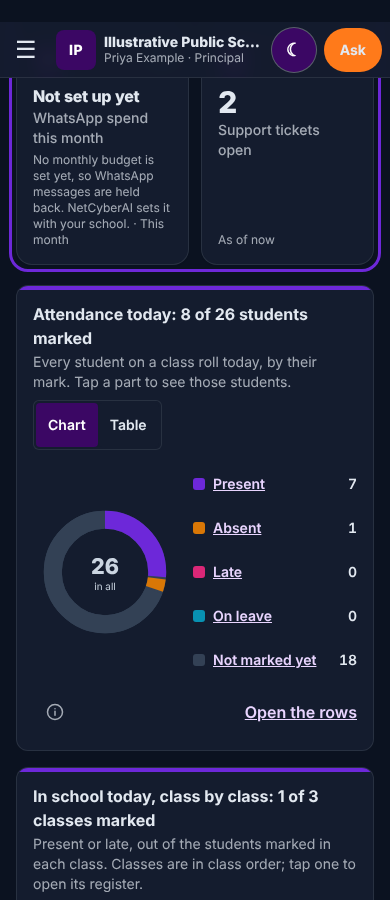 ☰ IP Illustrative Public Sc... Ask
Priya Example · Principal
Not set up yet
WhatsApp spend
this month
No monthly budget is
set yet, so WhatsApp
messages are held
back. NetCyberAI sets it
with your school. · This
month
2
Support tickets
open
As of now
Attendance today: 8 of 26 students
marked
Every student on a class roll today, by their
mark. Tap a part to see those students.
Chart Table
26
in all
Present 7
Absent 1
Late 0
On leave 0
Not marked yet 18
Open the rows
In school today, class by class: 1 of 3
classes marked
Present or late, out of the students marked in
each class. Classes are in class order; tap one to
open its register.